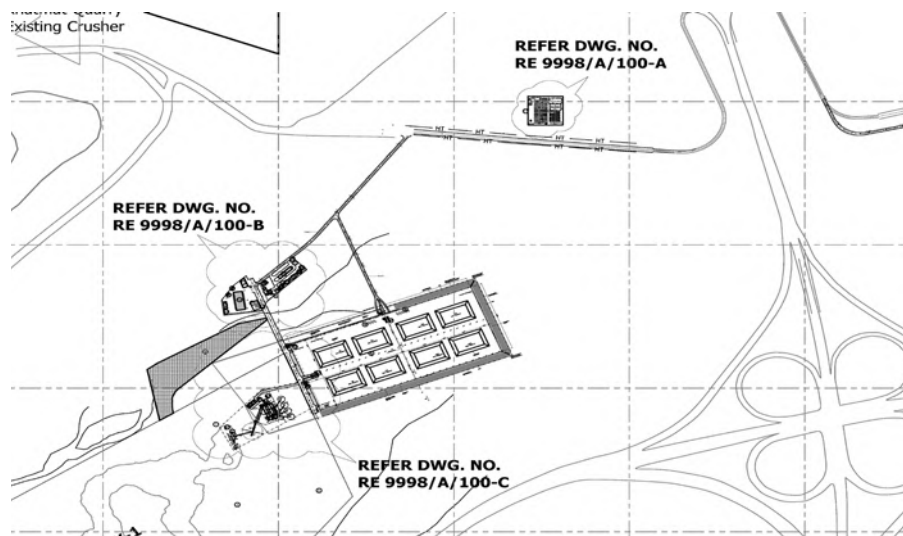 Existing Crusher
REFER DWG. NO.
RE 9998/A/100-A
HT HT HT HT
HT HT HT HT
REFER DWG. NO.
RE 9998/A/100-B
REFER DWG. NO.
RE 9998/A/100-C